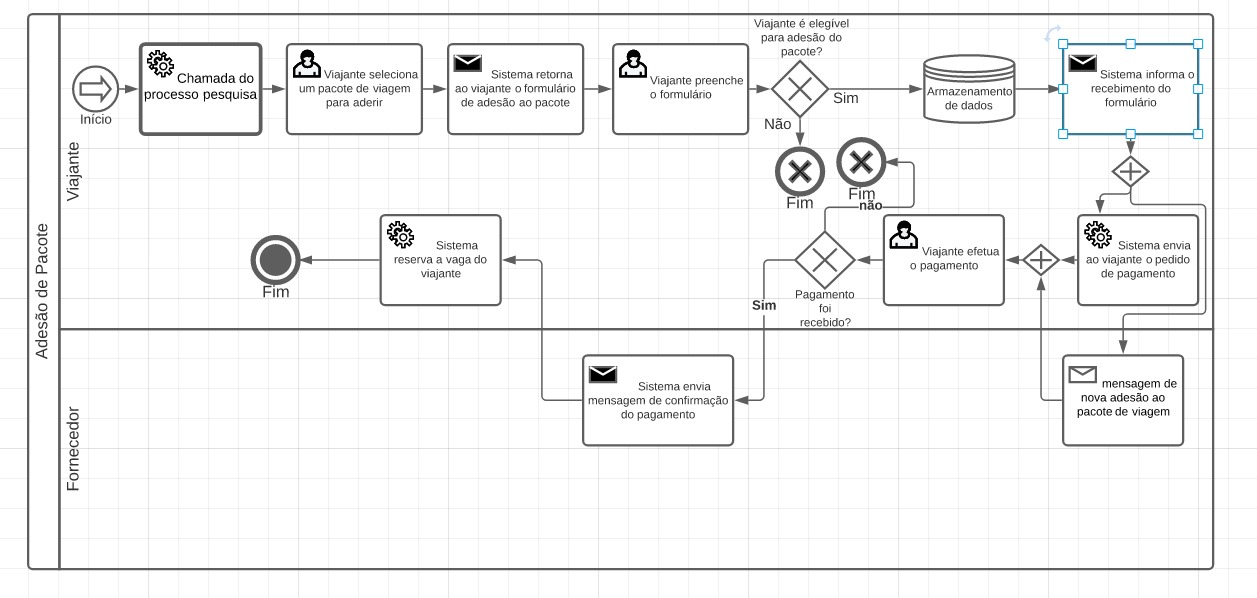 Adesão de Pacote
Viajante
Início
Chamada do
processo pesquisa
Viajante seleciona
um pacote de viagem
para aderir
Sistema retorna
ao viajante o formulário
de adesão ao pacote
Viajante preenche
o formulário
Viajante é elegível
para adesão do
pacote?
Sim
Não
Fim
Armazenamento
de dados
Sistema informa o
recebimento do
formulário
Sistema envia
ao viajante o pedido
de pagamento
Viajante efetua
o pagamento
Pagamento
foi
recebido?
não
Fim
Sim
Sistema
reserva a vaga do
viajante
Fim
Fornecedor
Sistema envia
mensagem de confirmação
do pagamento
mensagem de
nova adesão ao
pacote de viagem